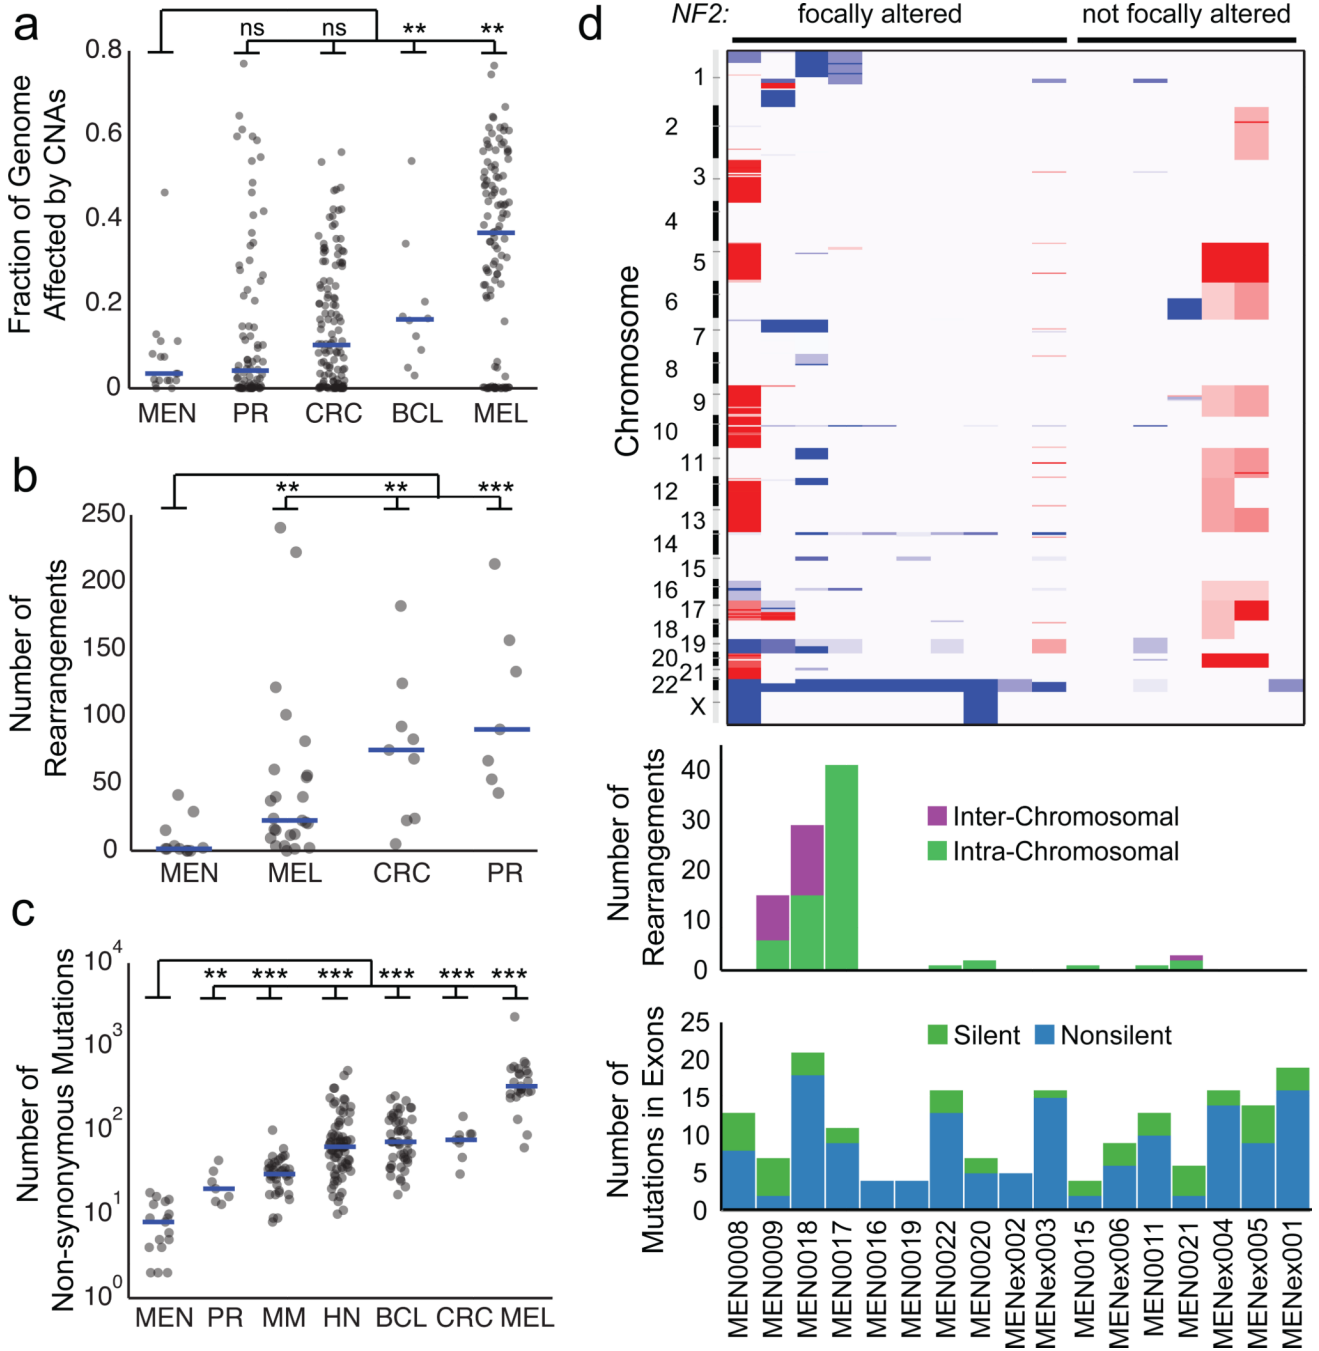 a
Fraction of Genome
Affected by CNAs
0.8
0.6
0.4
0.2
0
ns
ns
**
**
MEN
PR
CRC
BCL
MEL
b
Number of
Rearrangements
250
200
150
100
50
0
**
**
***
MEN
MEL
CRC
PR
c
Number of
Non-synonymous Mutations
10^4
10^3
10^2
10^1
10^0
**
***
***
***
***
***
MEN
PR
MM
HN
BCL
CRC
MEL
d
NF2:
focally altered
not focally altered
Chromosome
1
2
3
4
5
6
7
8
9
10
11
12
13
14
15
16
17
18
19
20
21
22
X
Number of
Rearrangements
40
30
20
10
0
Inter-Chromosomal
Intra-Chromosomal
Number of
Mutations in Exons
25
20
15
10
5
0
Silent
Nonsilent
MEN0008
MEN0009
MEN0018
MEN0017
MEN0016
MEN0019
MEN0022
MEN0020
MENex002
MENex003
MEN0015
MENex006
MEN0011
MEN0021
MENex004
MENex005
MENex001